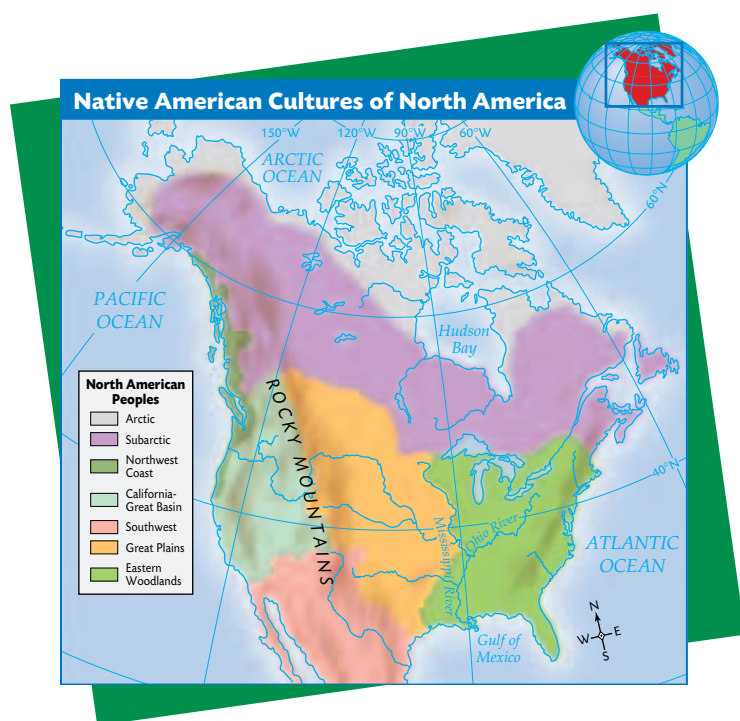 Native American Cultures of North America
150°W
120°W
90°W
60°W
60°N
ARCTIC
OCEAN
PACIFIC
OCEAN
Hudson
Bay
North American
Peoples
Arctic
Subarctic
Northwest
Coast
California-
Great Basin
Southwest
Great Plains
Eastern
Woodlands
ROCKY MOUNTAINS
40°N
Mississippi River
Ohio River
ATLANTIC
OCEAN
Gulf of
Mexico
N
W
E
S